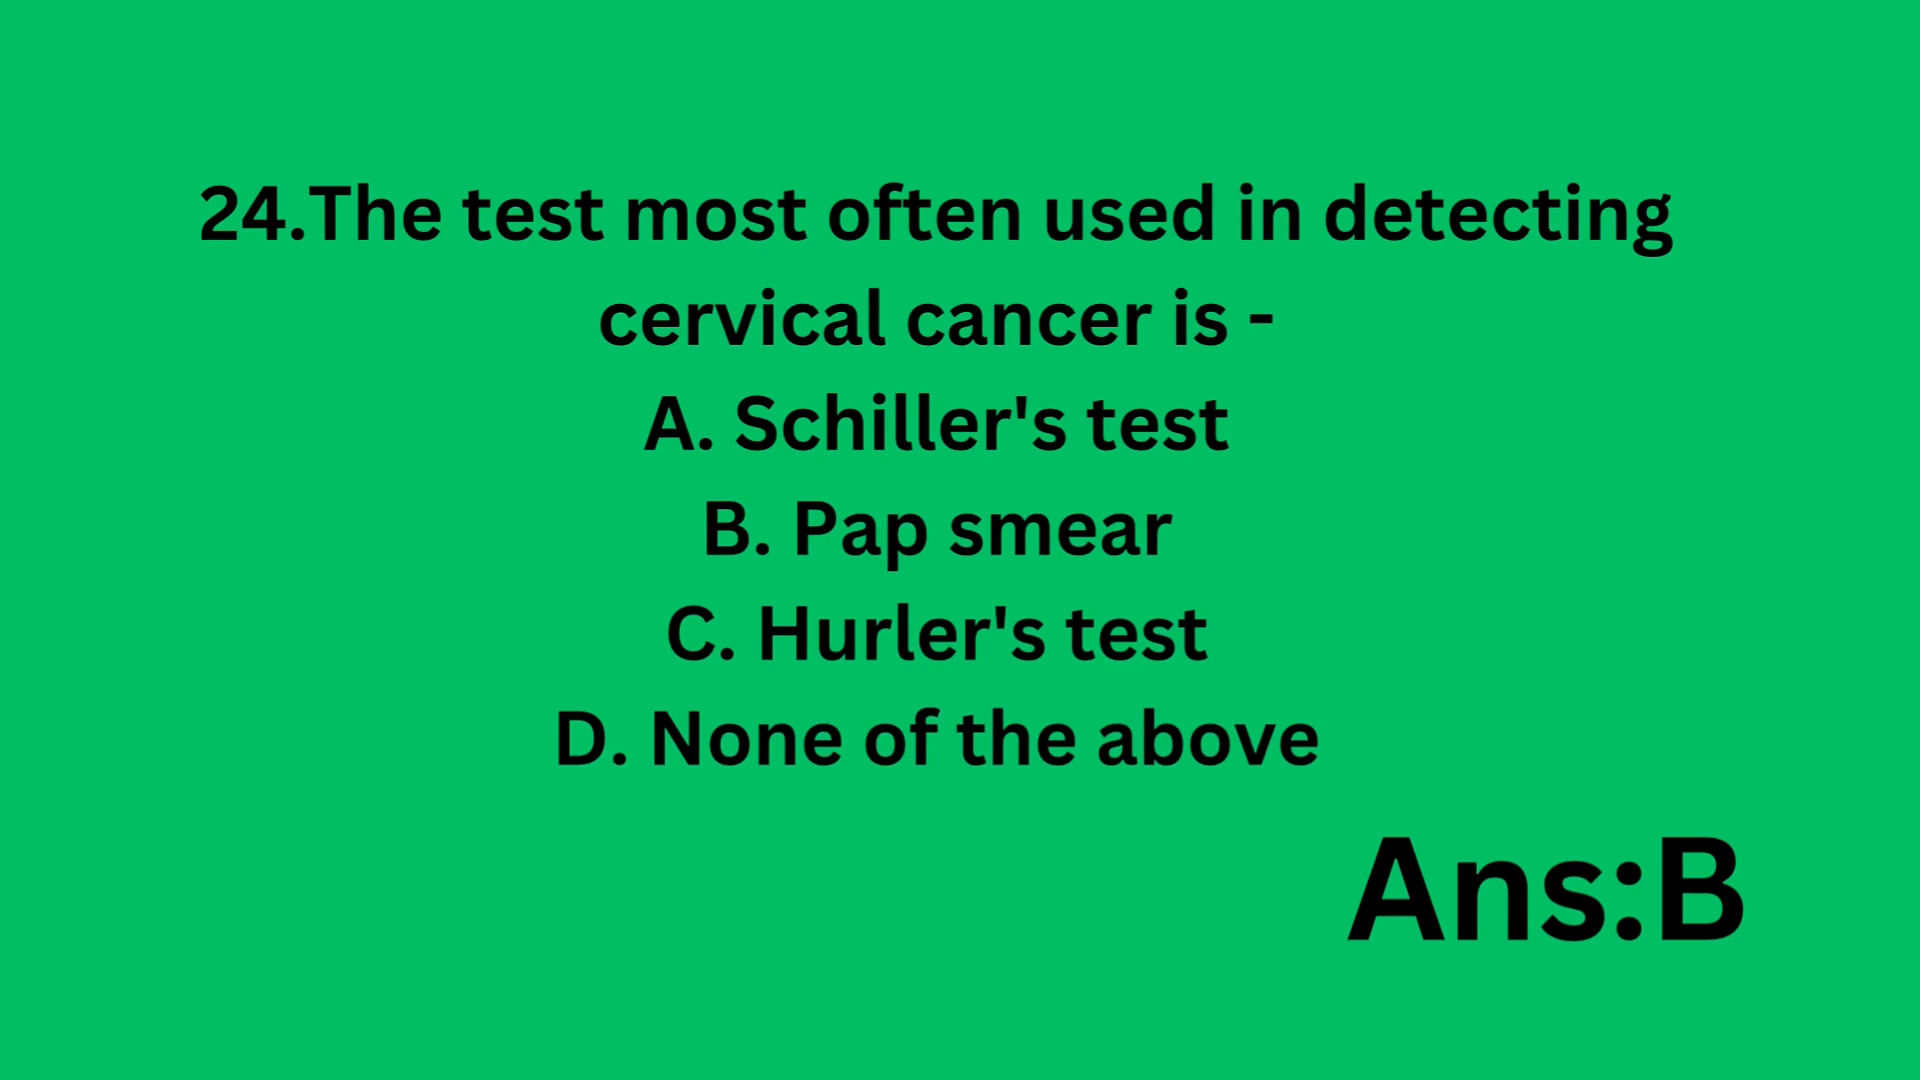 24.The test most often used in detecting
cervical cancer is -
A. Schiller's test
B. Pap smear
C. Hurler's test
D. None of the above
Ans:B